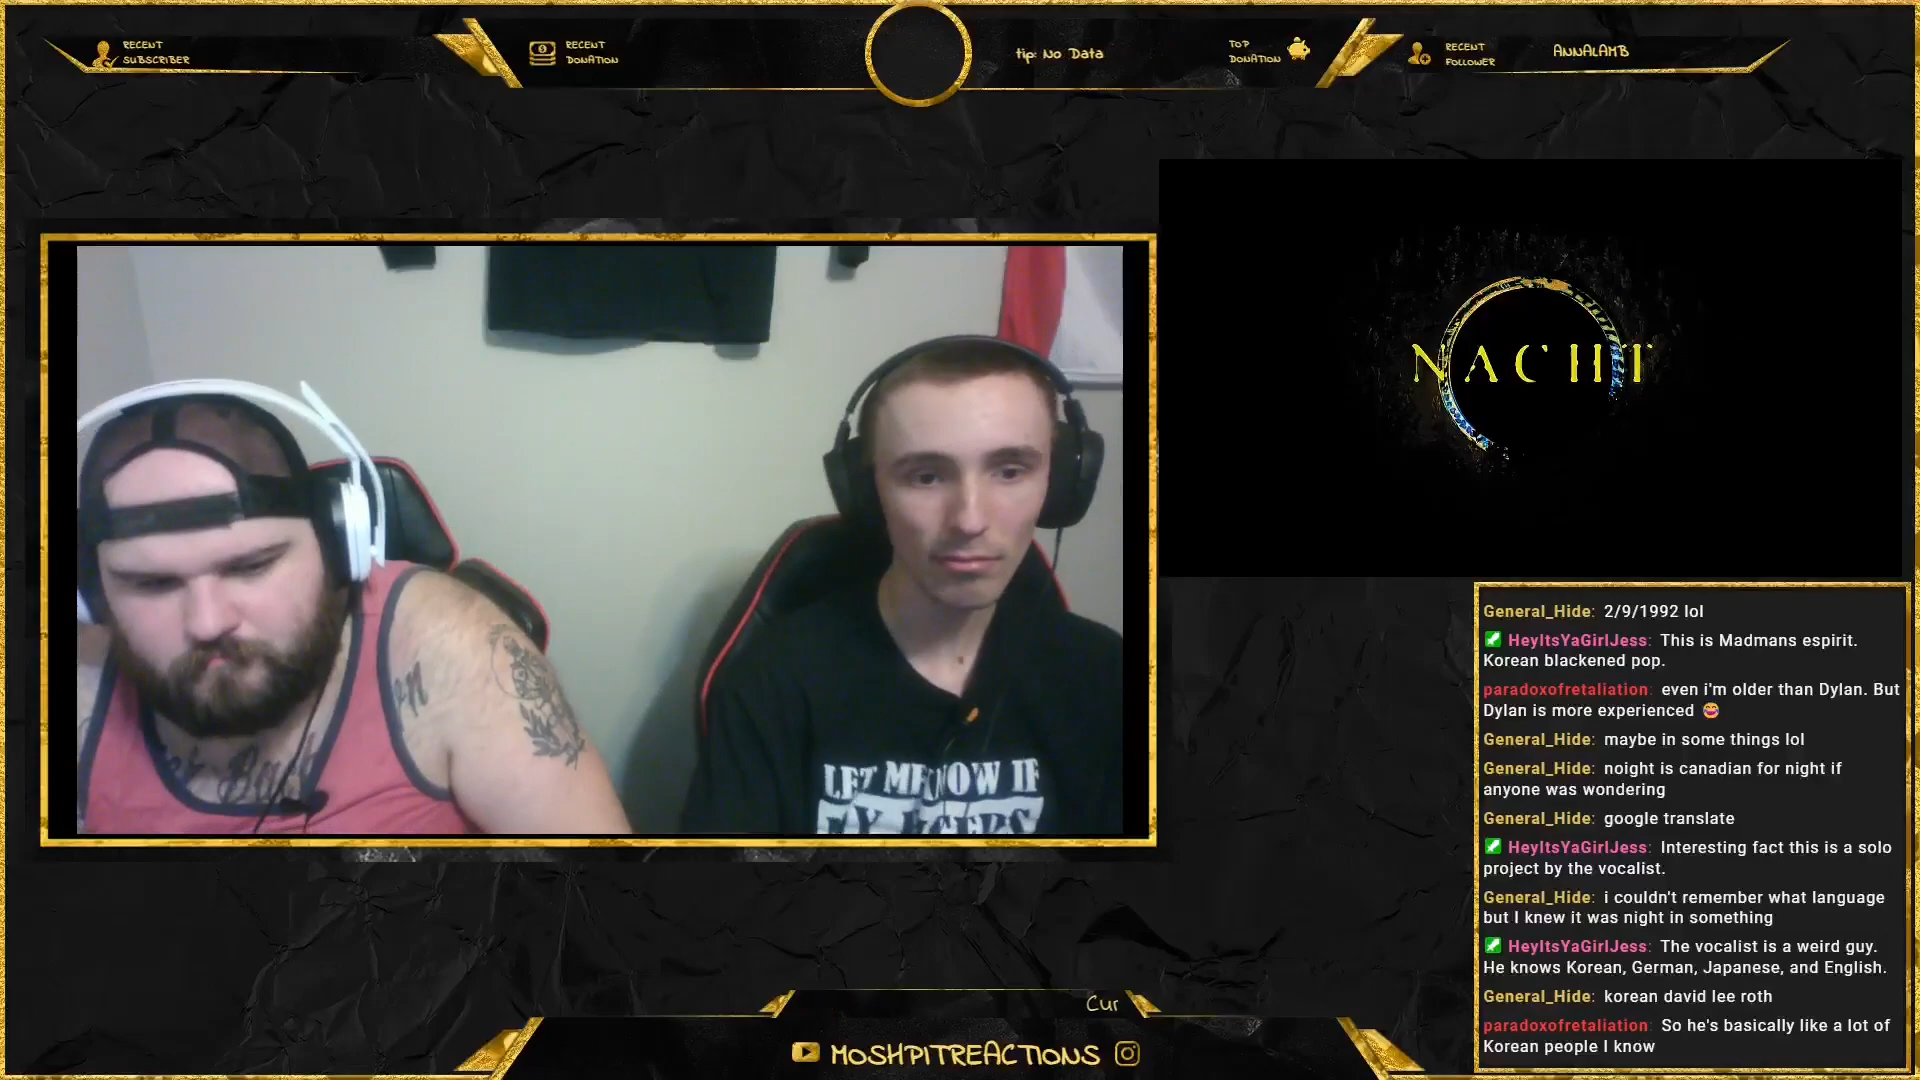 RECENT
SUBSCRIBER
RECENT
DONATION
tip: No Data
TOP
DONATION
RECENT
FOLLOWER
ANNALAMB
NACHT
LET ME KNOW IF
General_Hide: 2/9/1992 lol
HeyItsYaGirlJess: This is Madmans espirit.
Korean blackened pop.
paradoxofretaliation: even i'm older than Dylan. But
Dylan is more experienced 😂
General_Hide: maybe in some things lol
General_Hide: noight is canadian for night if
anyone was wondering
General_Hide: google translate
HeyItsYaGirlJess: Interesting fact this is a solo
project by the vocalist.
General_Hide: i couldn't remember what language
but I knew it was night in something
HeyItsYaGirlJess: The vocalist is a weird guy.
He knows Korean, German, Japanese, and English.
General_Hide: korean david lee roth
paradoxofretaliation: So he's basically like a lot of
Korean people I know
Cur
MOSHPITREACTIONS